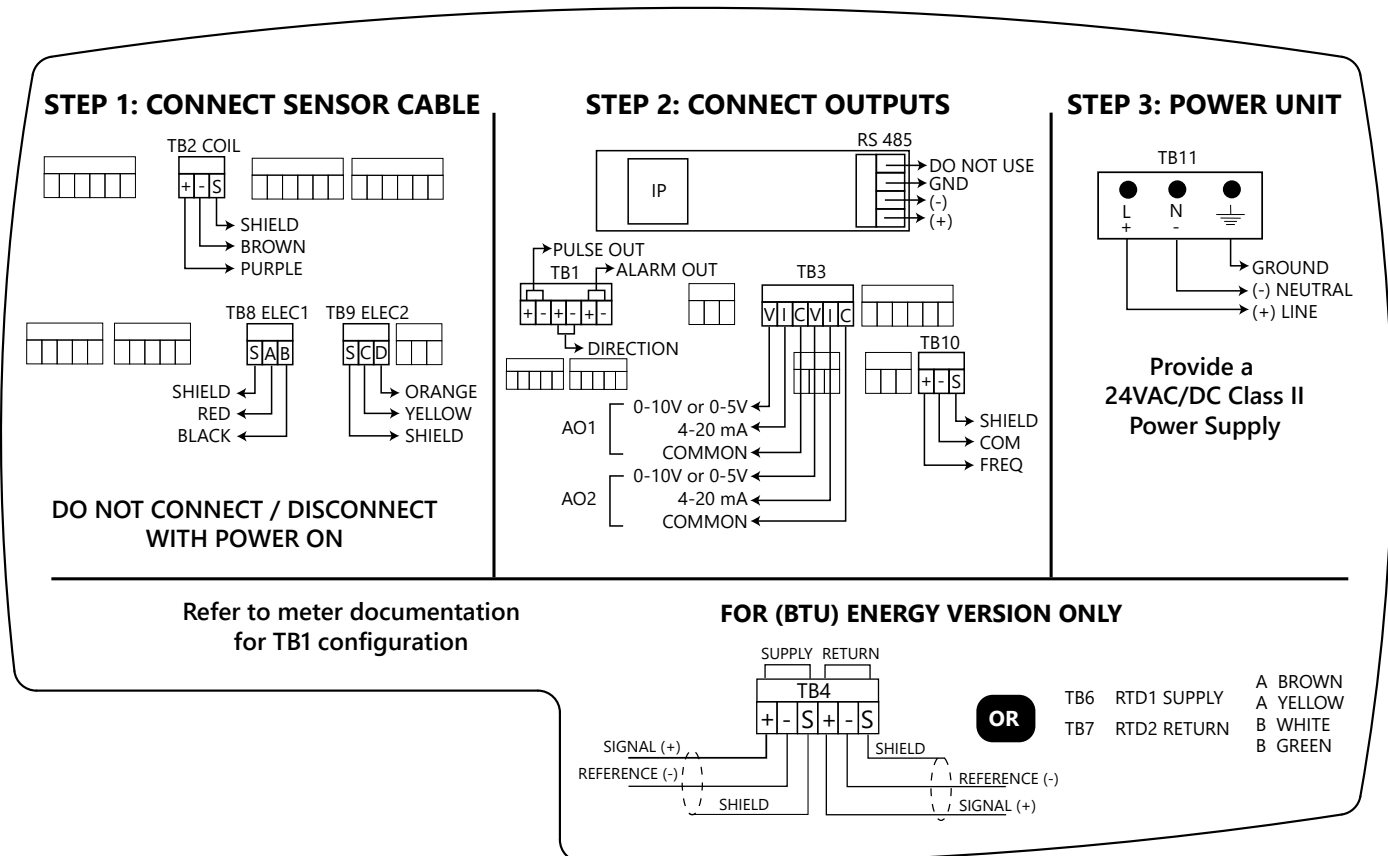 STEP 1: CONNECT SENSOR CABLE
TB2 COIL
+ - S
SHIELD
BROWN
PURPLE
TB8 ELEC1
S A B
SHIELD
RED
BLACK
TB9 ELEC2
S C D
ORANGE
YELLOW
SHIELD
DO NOT CONNECT / DISCONNECT
WITH POWER ON
STEP 2: CONNECT OUTPUTS
RS 485
IP
DO NOT USE
GND
(-)
(+)
PULSE OUT
TB1
ALARM OUT
+ - + - + -
DIRECTION
TB3
V I C V I C
TB10
+ - S
SHIELD
COM
FREQ
AO1
0-10V or 0-5V
4-20 mA
COMMON
AO2
0-10V or 0-5V
4-20 mA
COMMON
STEP 3: POWER UNIT
TB11
L N
+ -
GROUND
(-) NEUTRAL
(+) LINE
Provide a
24VAC/DC Class II
Power Supply
Refer to meter documentation
for TB1 configuration
FOR (BTU) ENERGY VERSION ONLY
SUPPLY RETURN
TB4
+ - S + - S
SIGNAL (+)
REFERENCE (-)
SHIELD
SHIELD
REFERENCE (-)
SIGNAL (+)
OR
TB6 RTD1 SUPPLY
TB7 RTD2 RETURN
A BROWN
A YELLOW
B WHITE
B GREEN